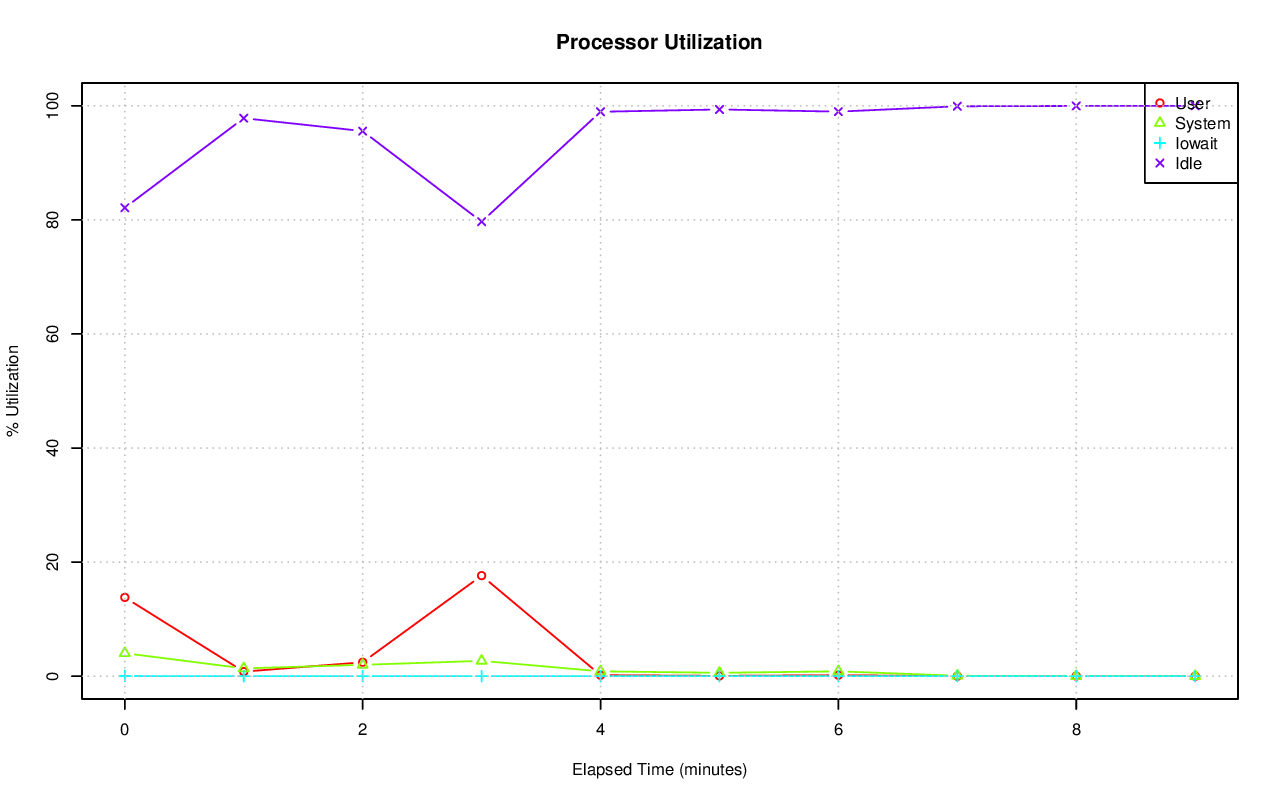 Processor Utilization
% Utilization
100
80
60
40
20
0
User
System
Iowait
Idle
0 2 4 6 8
Elapsed Time (minutes)